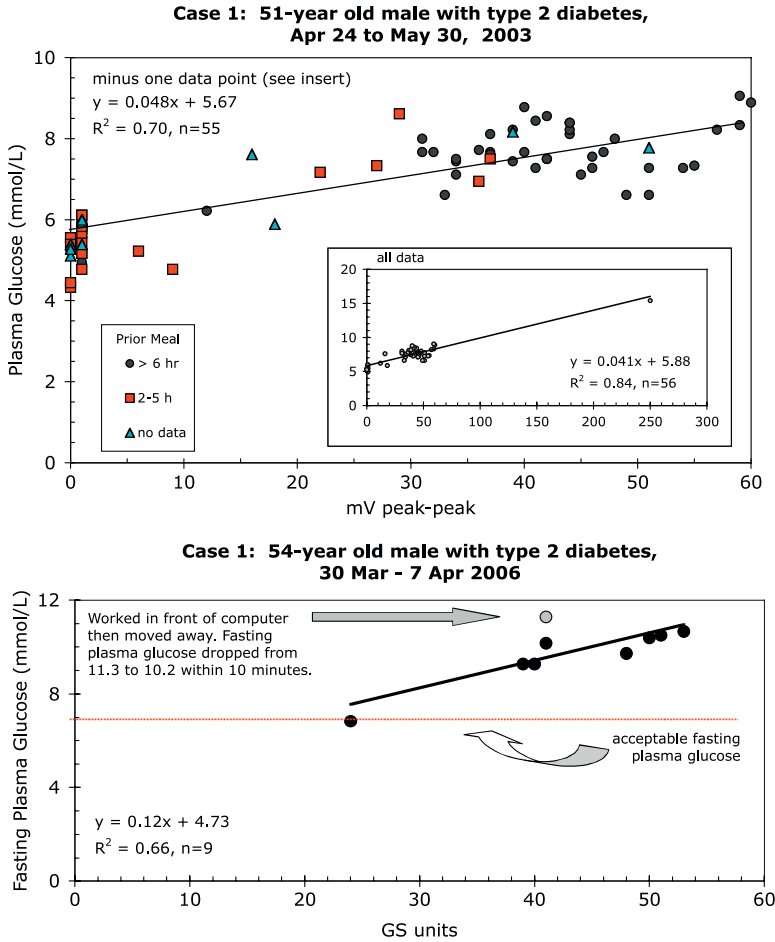 Case 1: 51-year old male with type 2 diabetes,
Apr 24 to May 30, 2003
minus one data point (see insert)
y = 0.048x + 5.67
R² = 0.70, n=55
Plasma Glucose (mmol/L)
10
8
6
4
2
0
Prior Meal
> 6 hr
2-5 h
no data
all data
20
15
10
5
0
y = 0.041x + 5.88
R² = 0.84, n=56
0 50 100 150 200 250 300
0 10 20 30 40 50 60
mV peak-peak
Case 1: 54-year old male with type 2 diabetes,
30 Mar - 7 Apr 2006
Fasting Plasma Glucose (mmol/L)
12
8
4
0
Worked in front of computer
then moved away. Fasting
plasma glucose dropped from
11.3 to 10.2 within 10 minutes.
acceptable fasting
plasma glucose
y = 0.12x + 4.73
R² = 0.66, n=9
0 10 20 30 40 50 60
GS units